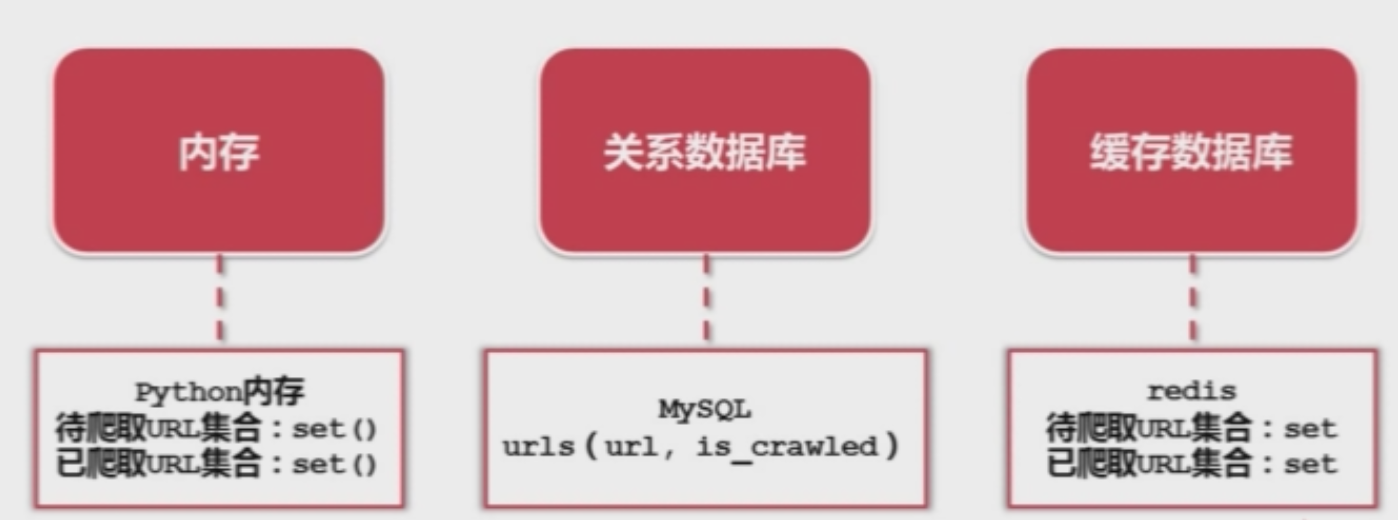 内存
关系数据库
缓存数据库
Python内存
待爬取URL集合：set()
已爬取URL集合：set()
MySQL
urls(url, is_crawled)
redis
待爬取URL集合：set
已爬取URL集合：set